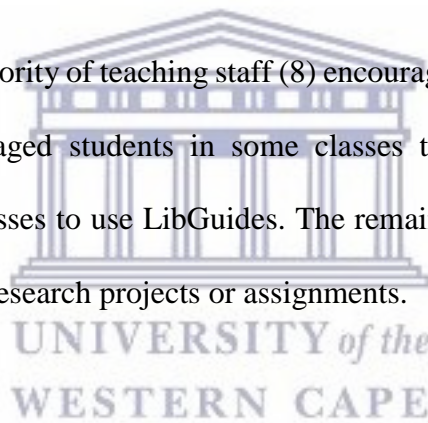 ority of teaching staff (8) encourag
aged students in some classes t
sses to use LibGuides. The remai
esearch projects or assignments.
UNIVERSITY of the
WESTERN CAPE